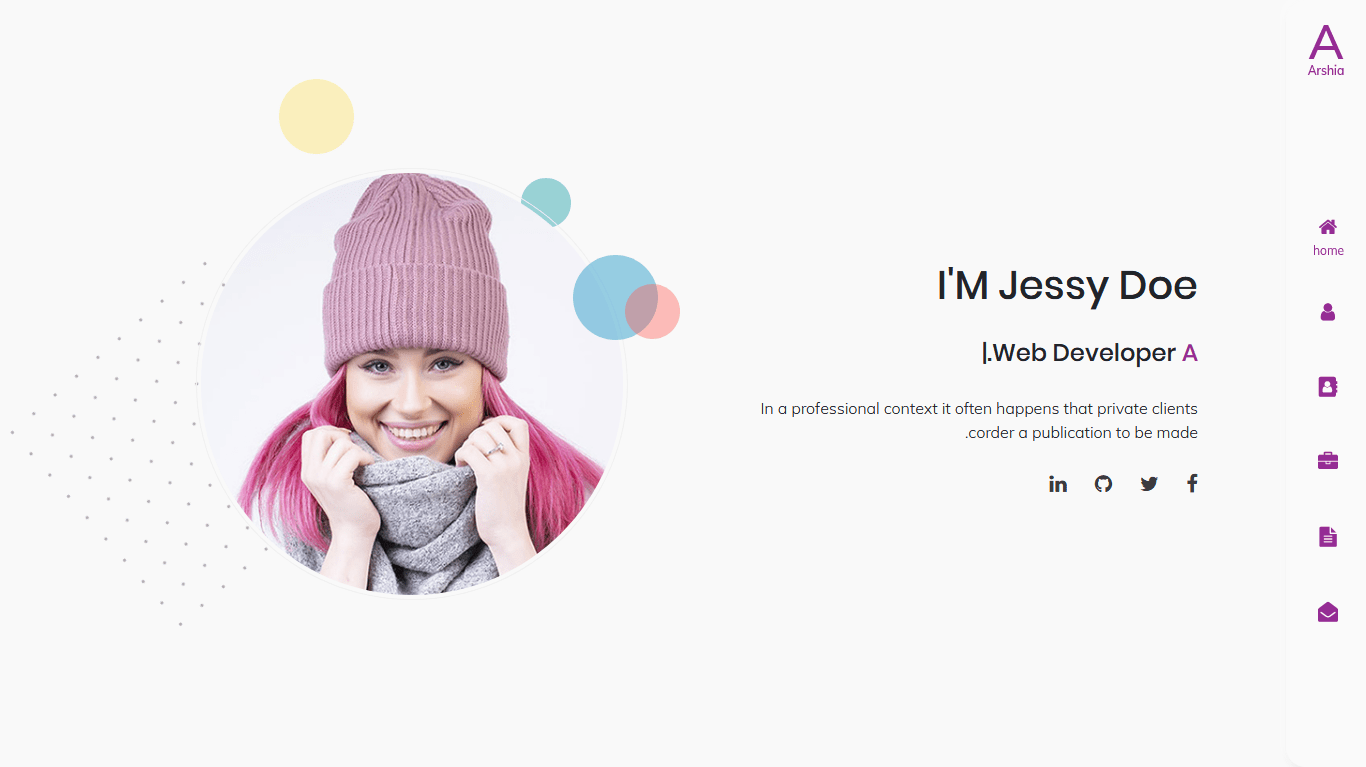 A
Arshia
home
I'M Jessy Doe
|.Web Developer A
In a professional context it often happens that private clients
.corder a publication to be made